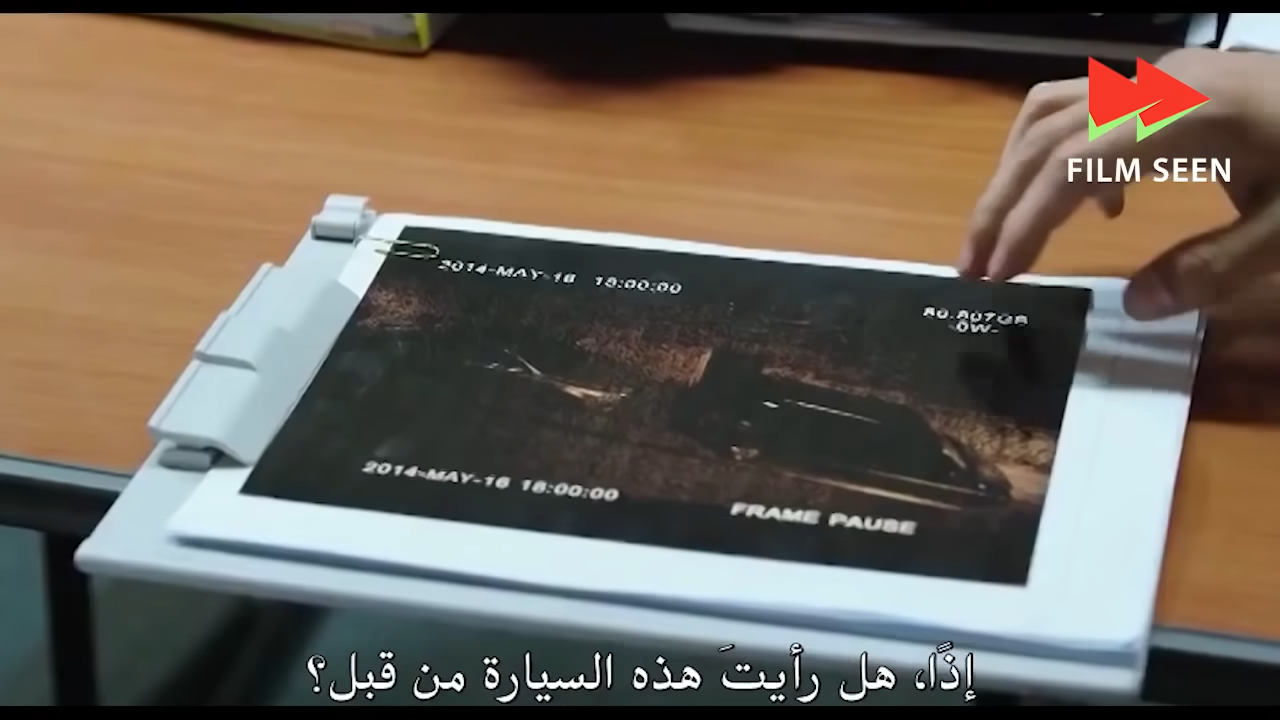 FILM SEEN
2014-MAY-16 18:00:00
2014-MAY-16 18:00:00
FRAME PAUSE
إذًا، هل رأيتَ هذه السيارة من قبل؟